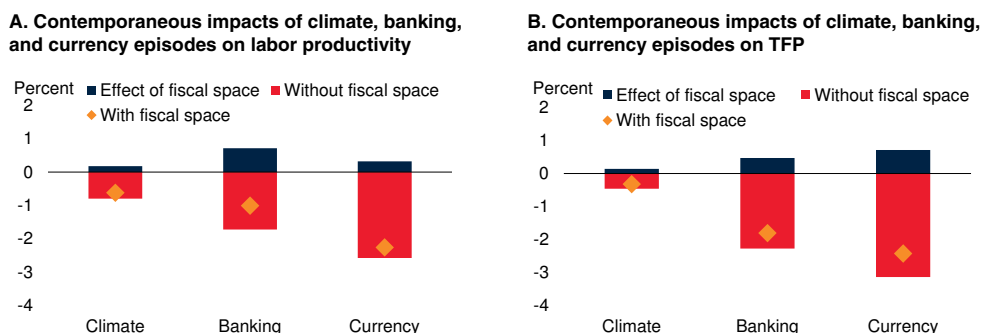 A. Contemporaneous impacts of climate, banking,
and currency episodes on labor productivity
Percent
Effect of fiscal space
Without fiscal space
With fiscal space
2
1
0
-1
-2
-3
-4
Climate
Banking
Currency
B. Contemporaneous impacts of climate, banking,
and currency episodes on TFP
Percent
Effect of fiscal space
Without fiscal space
With fiscal space
2
1
0
-1
-2
-3
-4
Climate
Banking
Currency